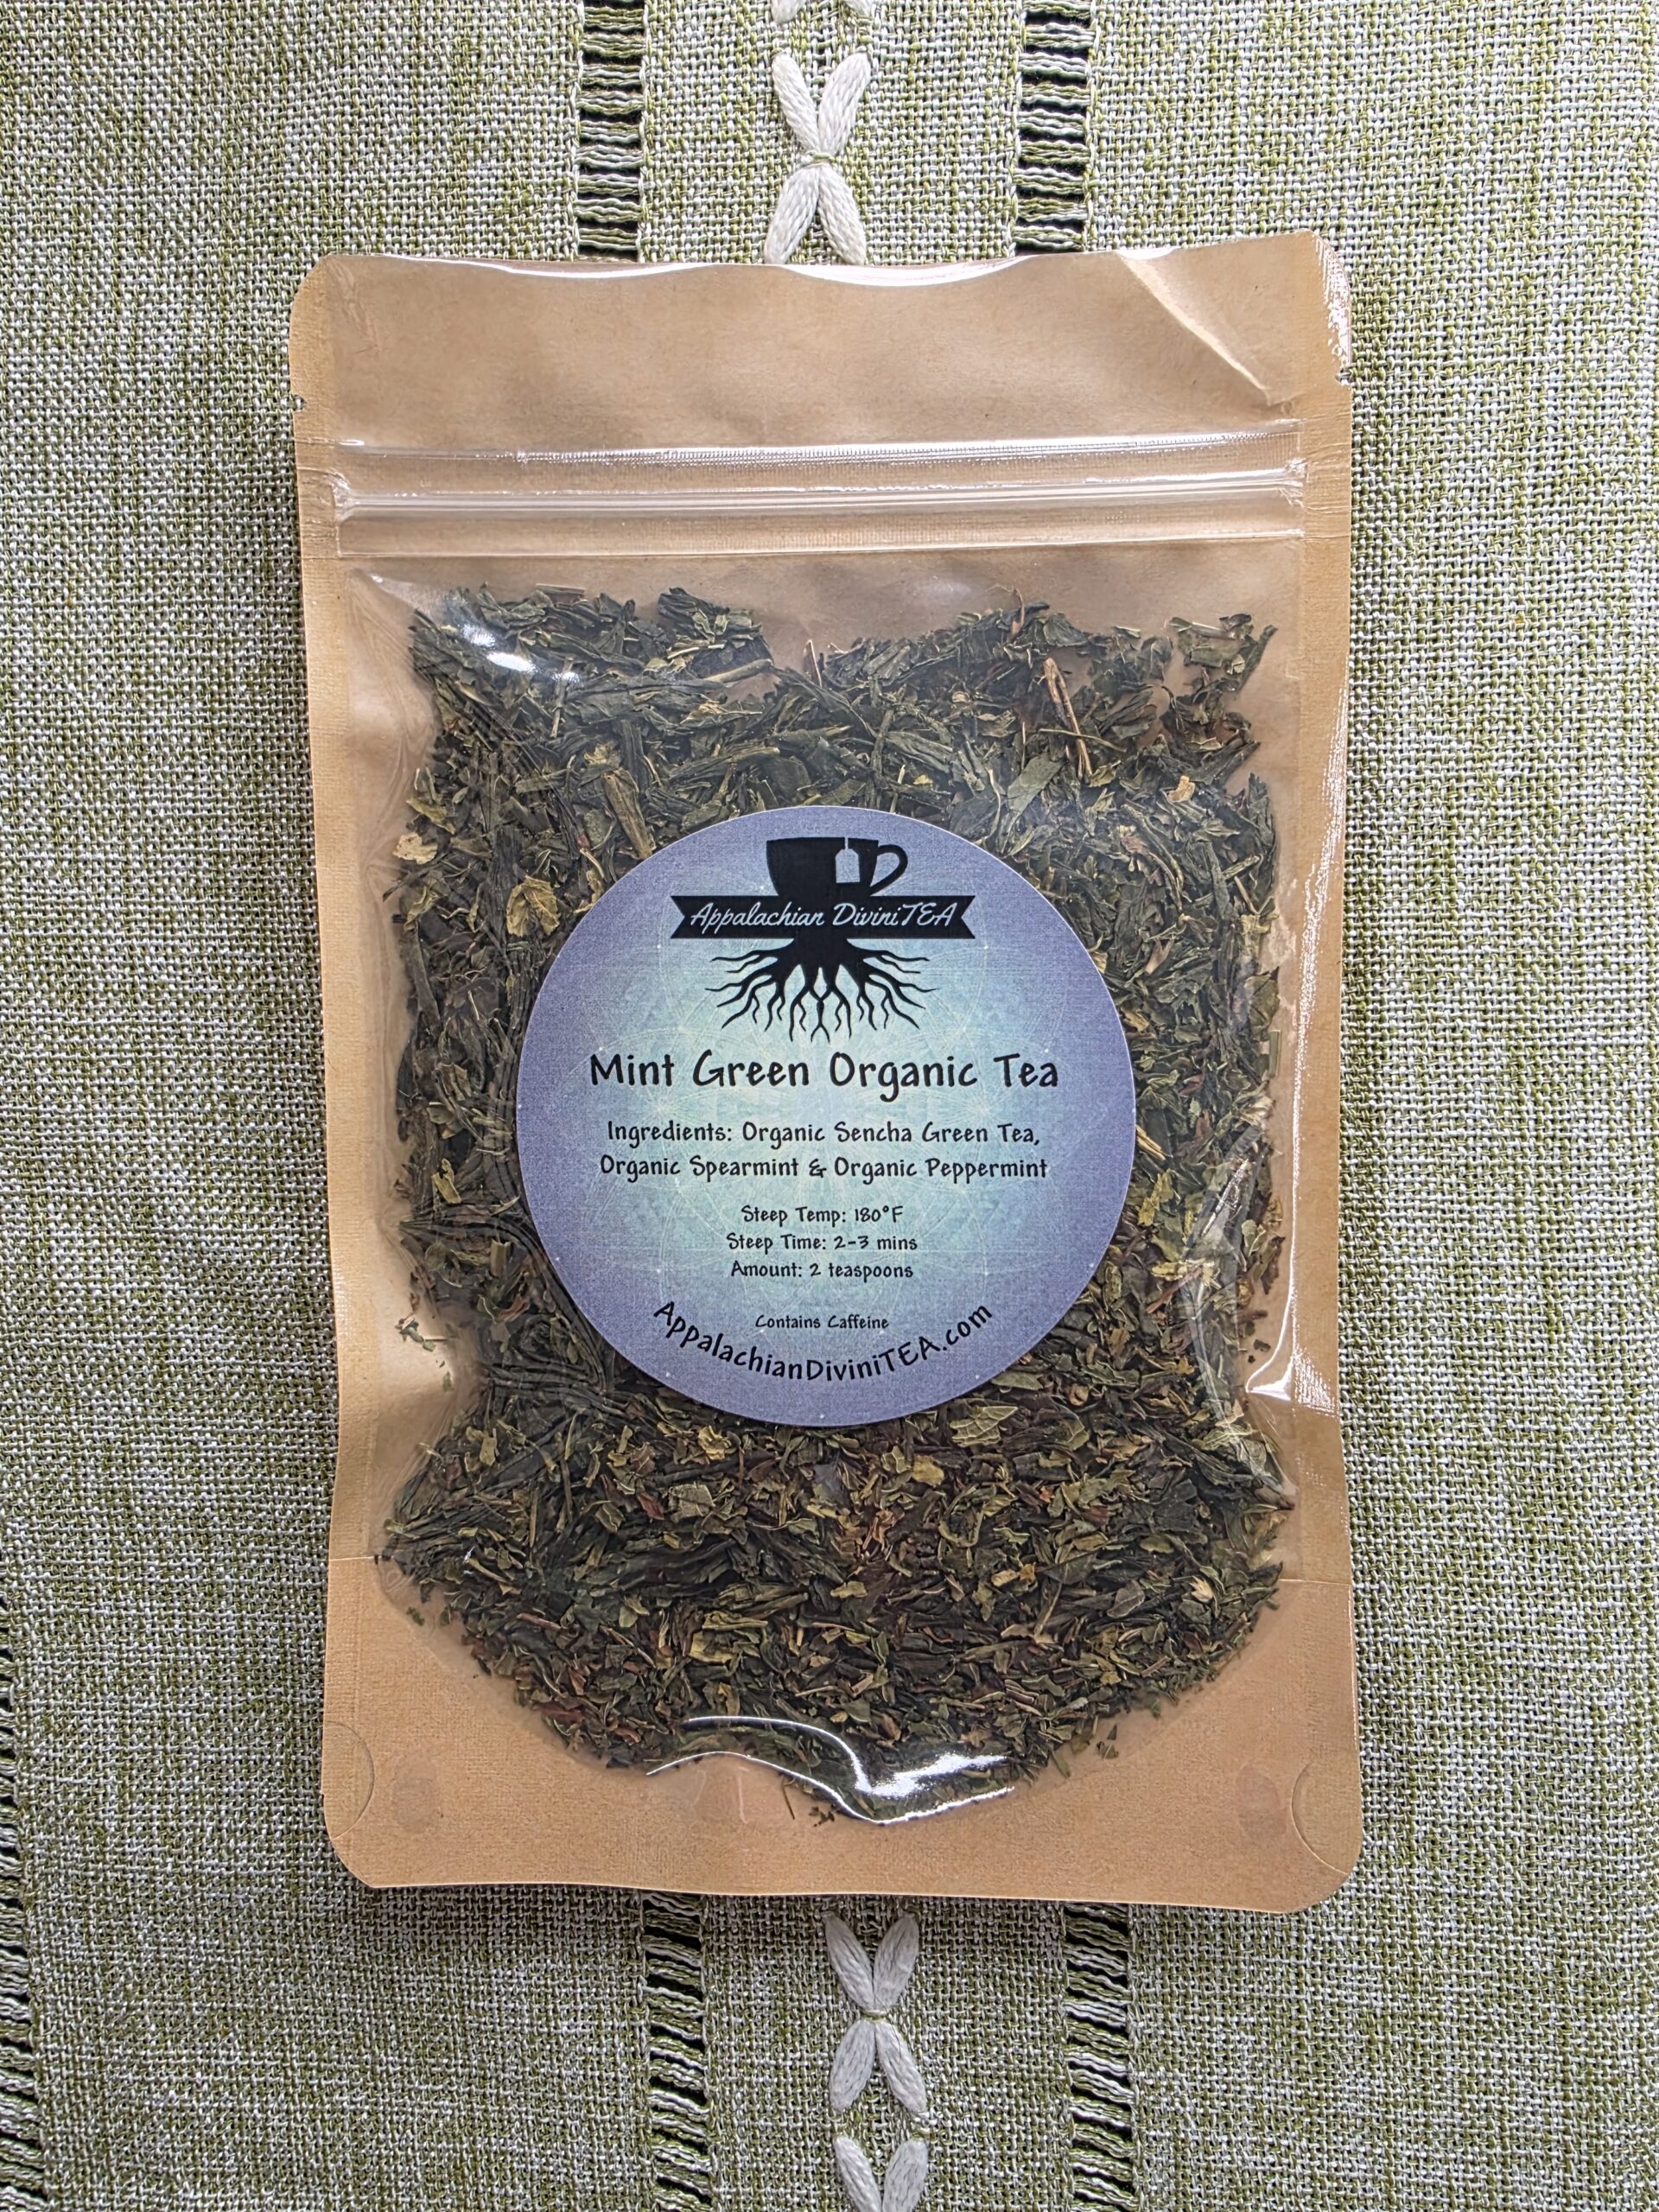 Appalachian DiviniTEA
Mint Green Organic Tea
Ingredients: Organic Sencha Green Tea,
Organic Spearmint & Organic Peppermint
Steep Temp: 180°F
Steep Time: 2-3 mins
Amount: 2 teaspoons
Contains Caffeine
AppalachianDiviniTEA.com